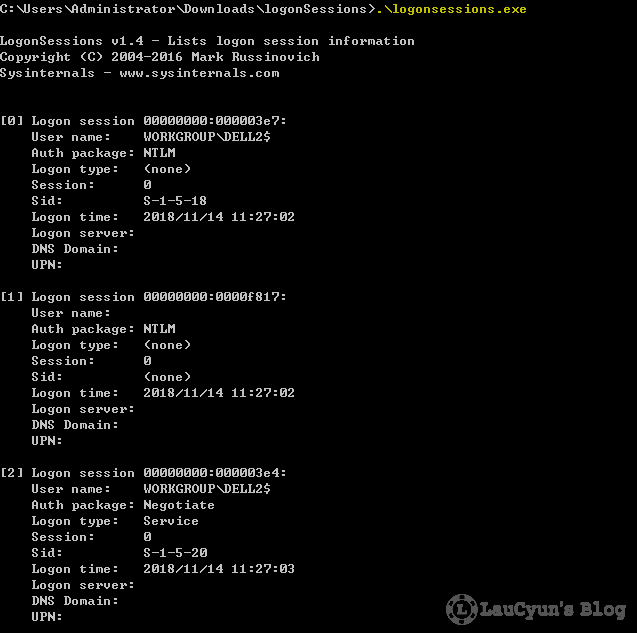 C:\Users\Administrator\Downloads\logonSessions>.\logonsessions.exe
LogonSessions v1.4 - Lists logon session information
Copyright (C) 2004-2016 Mark Russinovich
Sysinternals - www.sysinternals.com
[0] Logon session 00000000:000003e7:
User name: WORKGROUP\DELL2$
Auth package: NTLM
Logon type: (none)
Session: 0
Sid: S-1-5-18
Logon time: 2018/11/14 11:27:02
Logon server:
DNS Domain:
UPN:
[1] Logon session 00000000:0000f817:
User name:
Auth package: NTLM
Logon type: (none)
Session: 0
Sid: (none)
Logon time: 2018/11/14 11:27:02
Logon server:
DNS Domain:
UPN:
[2] Logon session 00000000:000003e4:
User name: WORKGROUP\DELL2$
Auth package: Negotiate
Logon type: Service
Session: 0
Sid: S-1-5-20
Logon time: 2018/11/14 11:27:03
Logon server:
DNS Domain:
UPN:
LauCyun's Blog